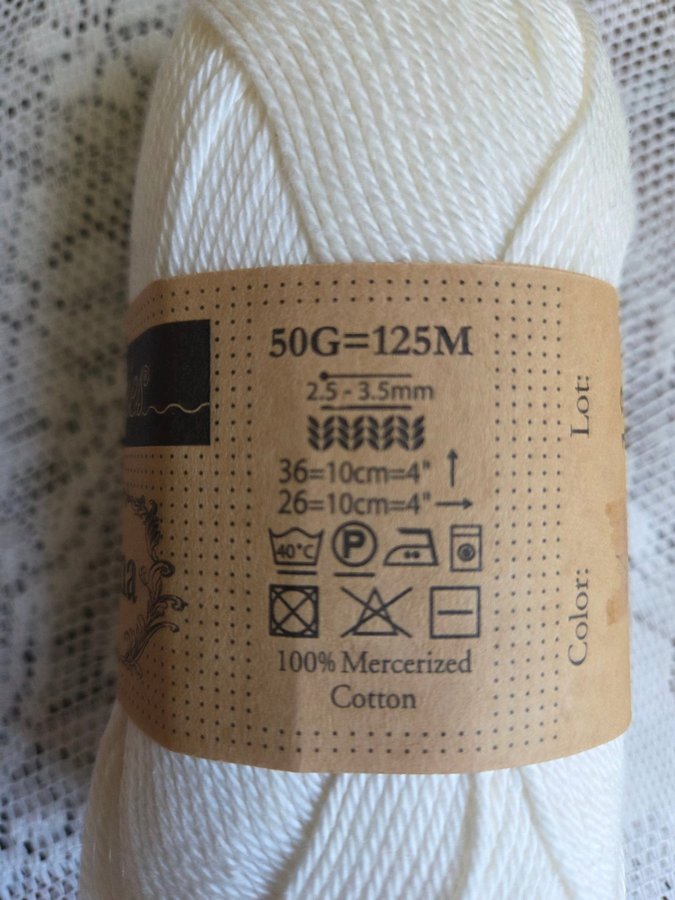 50G=125M
2.5 - 3.5mm
36=10cm=4"
26=10cm=4"
40°C
P
100% Mercerized
Cotton
Lot:
Color: